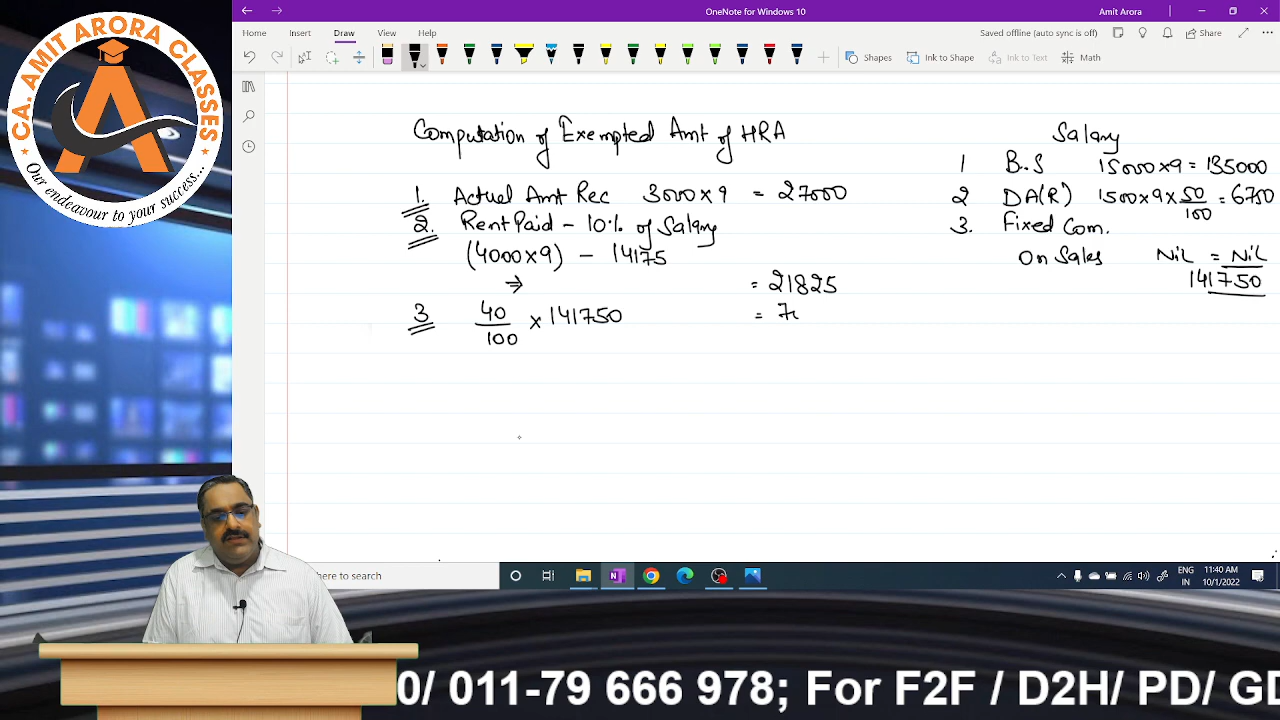 CA. AMIT ARORA CLASSES
Our endeavour to your success...
OneNote for Windows 10
Amit Arora
Home Insert Draw View Help
Saved offline (auto sync is off)
Share
Shapes
Ink to Shape
Ink to Text
Math
Computation of Exempted Amt of HRA
1. Actual Amt Rec 3000×9 = 27000
2. Rent Paid - 10% of Salary
(4000×9) - 14175
→ = 21825
3 40/100 × 141750 = 7
Salary
1 B.S 15000×9 = 135000
2 DA(R) 1500×9×50/100 = 6750
3. Fixed Com.
On Sales Nil = Nil
141750
here to search
ENG
IN
11:40 AM
10/1/2022
0/ 011-79 666 978; For F2F / D2H/ PD/ GD